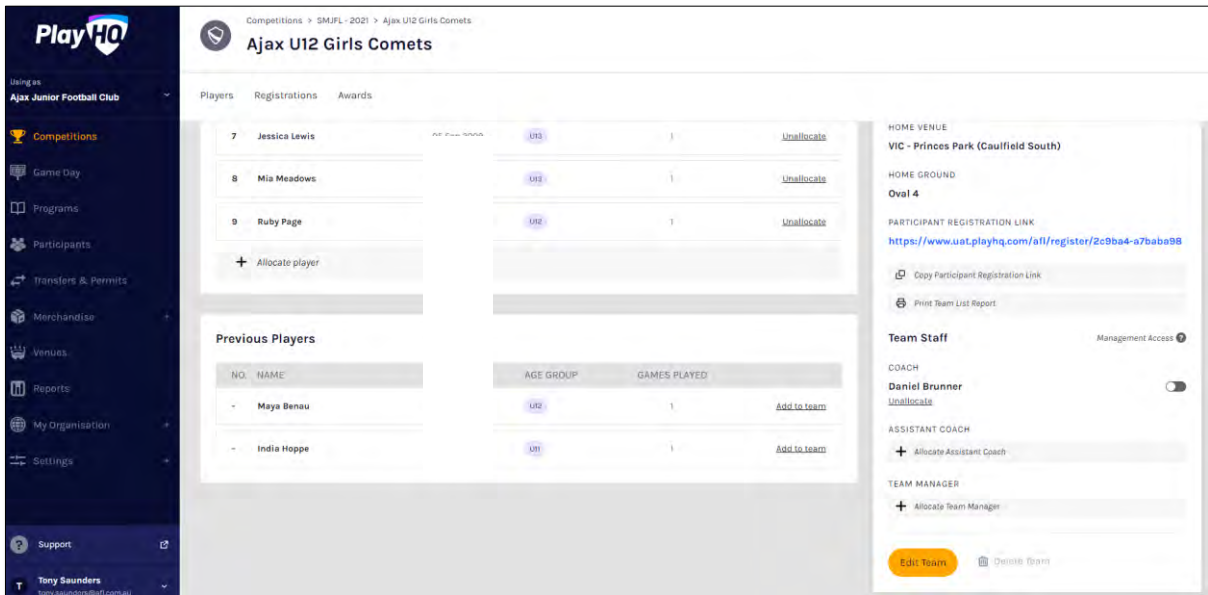 PlayHQ
Using as
Ajax Junior Football Club
Competitions
Game Day
Programs
Participants
Transfers & Permits
Merchandise +
Venues
Reports
My Organisation +
Settings +
Support
T Tony Saunders
tony.saunders@afl.com.au
Competitions > SMJFL - 2021 > Ajax U12 Girls Comets
Ajax U12 Girls Comets
Players Registrations Awards
7 Jessica Lewis U13 1 Unallocate
8 Mia Meadows U12 1 Unallocate
9 Ruby Page U12 1 Unallocate
+ Allocate player
Previous Players
NO. NAME AGE GROUP GAMES PLAYED
- Maya Benau U12 1 Add to team
- India Hoppe U11 1 Add to team
HOME VENUE
VIC - Princes Park (Caulfield South)
HOME GROUND
Oval 4
PARTICIPANT REGISTRATION LINK
https://www.uat.playhq.com/afl/register/2c9ba4-a7baba98
Copy Participant Registration Link
Print Team List Report
Team Staff Management Access ?
COACH
Daniel Brunner
Unallocate
ASSISTANT COACH
+ Allocate Assistant Coach
TEAM MANAGER
+ Allocate Team Manager
Edit Team Delete Team